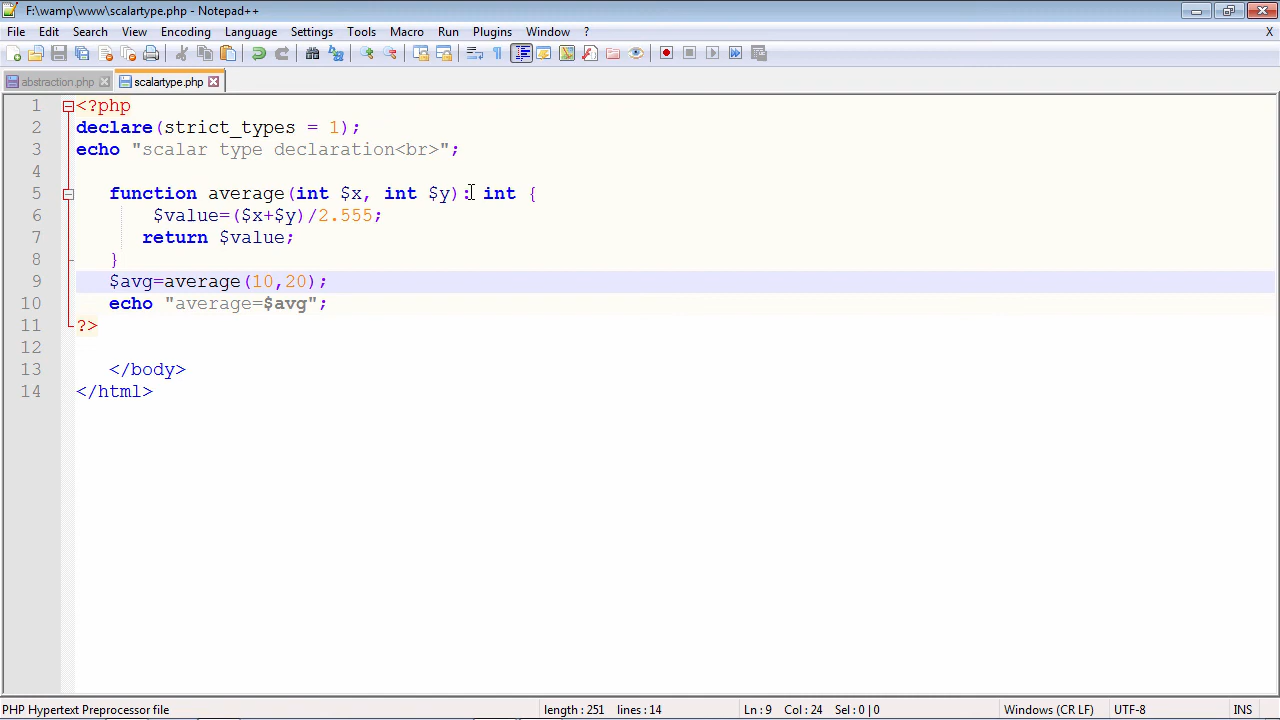 F:\wamp\www\scalartype.php - Notepad++
File Edit Search View Encoding Language Settings Tools Macro Run Plugins Window ? X
abstraction.php scalartype.php
1 <?php
2 declare(strict_types = 1);
3 echo "scalar type declaration<br>";
4
5 function average(int $x, int $y): int {
6 $value=($x+$y)/2.555;
7 return $value;
8 }
9 $avg=average(10,20);
10 echo "average=$avg";
11 ?>
12
13 </body>
14 </html>
PHP Hypertext Preprocessor file length : 251 lines : 14 Ln : 9 Col : 24 Sel : 0 | 0 Windows (CR LF) UTF-8 INS